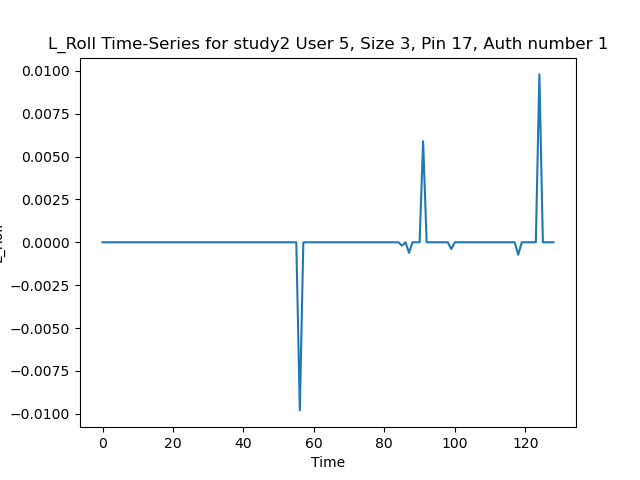 L_Roll Time-Series for study2 User 5, Size 3, Pin 17, Auth number 1
0.0100
0.0075
0.0050
0.0025
0.0000
−0.0025
−0.0050
−0.0075
−0.0100
L_Roll
0 20 40 60 80 100 120
Time